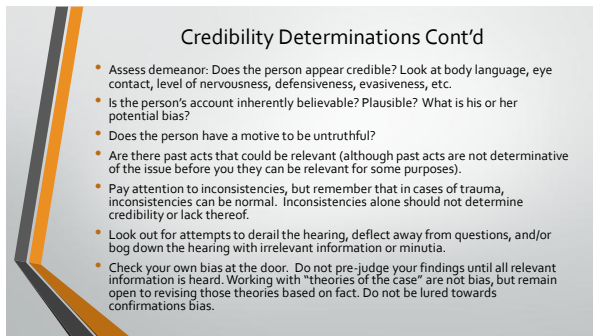 Credibility Determinations Cont'd
• Assess demeanor: Does the person appear credible? Look at body language, eye
contact, level of nervousness, defensiveness, evasiveness, etc.
• Is the person's account inherently believable? Plausible? What is his or her
potential bias?
• Does the person have a motive to be untruthful?
• Are there past acts that could be relevant (although past acts are not determinative
of the issue before you they can be relevant for some purposes).
• Pay attention to inconsistencies, but remember that in cases of trauma,
inconsistencies can be normal. Inconsistencies alone should not determine
credibility or lack thereof.
• Look out for attempts to derail the hearing, deflect away from questions, and/or
bog down the hearing with irrelevant information or minutia.
• Check your own bias at the door. Do not pre-judge your findings until all relevant
information is heard. Working with “theories of the case” are not bias, but remain
open to revising those theories based on fact. Do not be lured towards
confirmations bias.